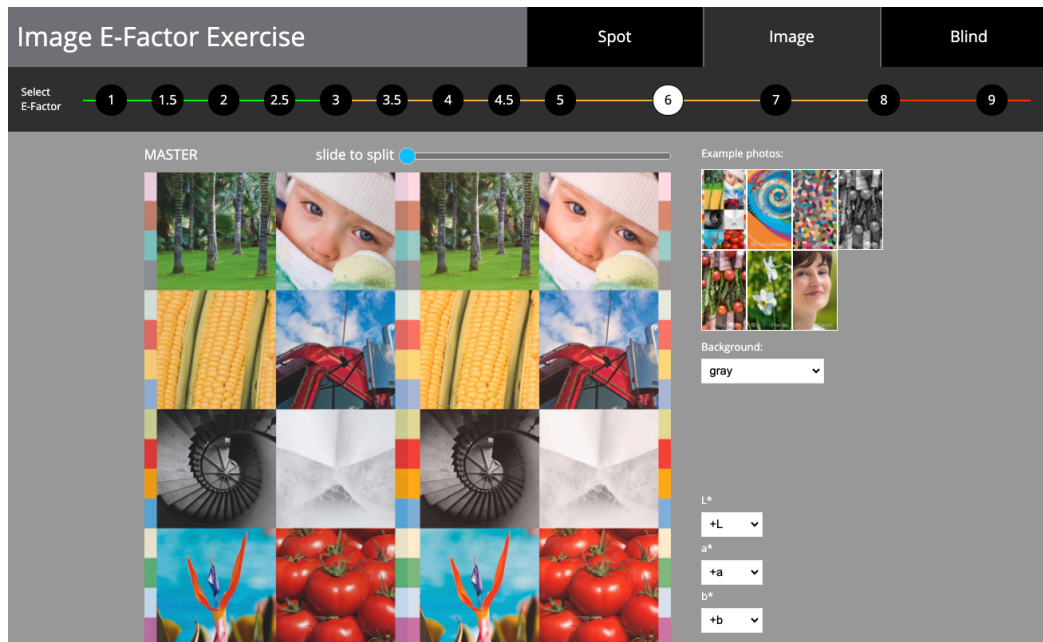 Image E-Factor Exercise
Spot
Image
Blind
Select
E-Factor
1 1.5 2 2.5 3 3.5 4 4.5 5 6 7 8 9
MASTER
slide to split
Example photos:
Background:
gray
L*
+L
a*
+a
b*
+b